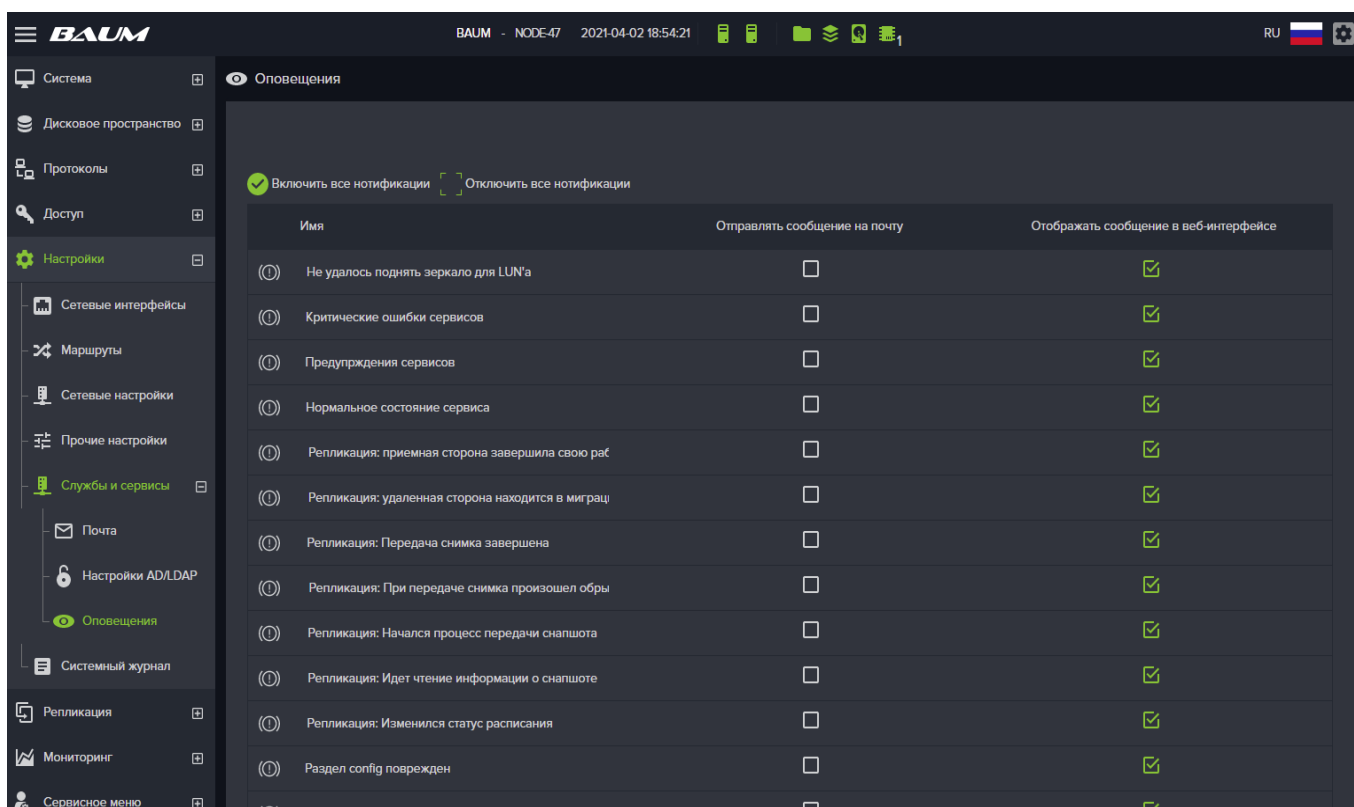 BAUM
BAUM - NODE-47 2021-04-02 18:54:21
1
RU
Система
Оповещения
Дисковое пространство
Протоколы
Включить все нотификации Отключить все нотификации
Доступ
Имя Отправлять сообщение на почту Отображать сообщение в веб-интерфейсе
Настройки
Не удалось поднять зеркало для LUN'а
Сетевые интерфейсы
Критические ошибки сервисов
Маршруты
Предупрждения сервисов
Сетевые настройки
Нормальное состояние сервиса
Прочие настройки
Репликация: приемная сторона завершила свою раб
Службы и сервисы
Репликация: удаленная сторона находится в миграц
Почта
Репликация: Передача снимка завершена
Настройки AD/LDAP
Репликация: При передаче снимка произошел обры
Оповещения
Репликация: Начался процесс передачи снапшота
Системный журнал
Репликация: Идет чтение информации о снапшоте
Репликация
Репликация: Изменился статус расписания
Мониторинг
Раздел config поврежден
Сервисное меню